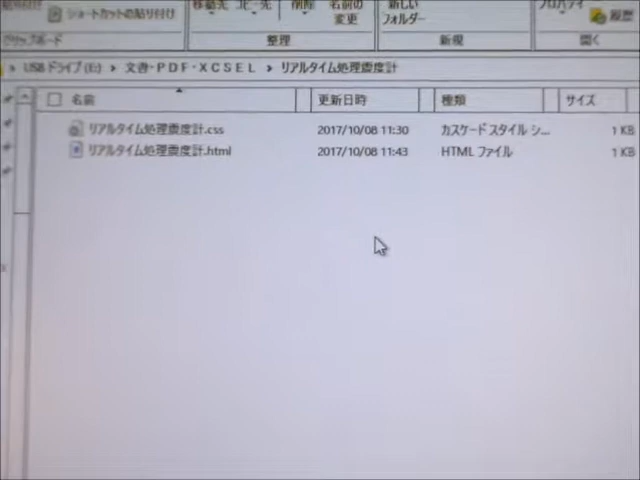 ショートカットの貼り付け
移動先 コピー先 削除 名前の変更
新しいフォルダー
プロパティ 履歴
クリップボード 整理 新規 開く
USB ドライブ (E:) > 文書・PDF・XCSEL > リアルタイム処理震度計
名前 更新日時 種類 サイズ
リアルタイム処理震度計.css 2017/10/08 11:30 カスケード スタイル シ... 1 KB
リアルタイム処理震度計.html 2017/10/08 11:43 HTML ファイル 1 KB